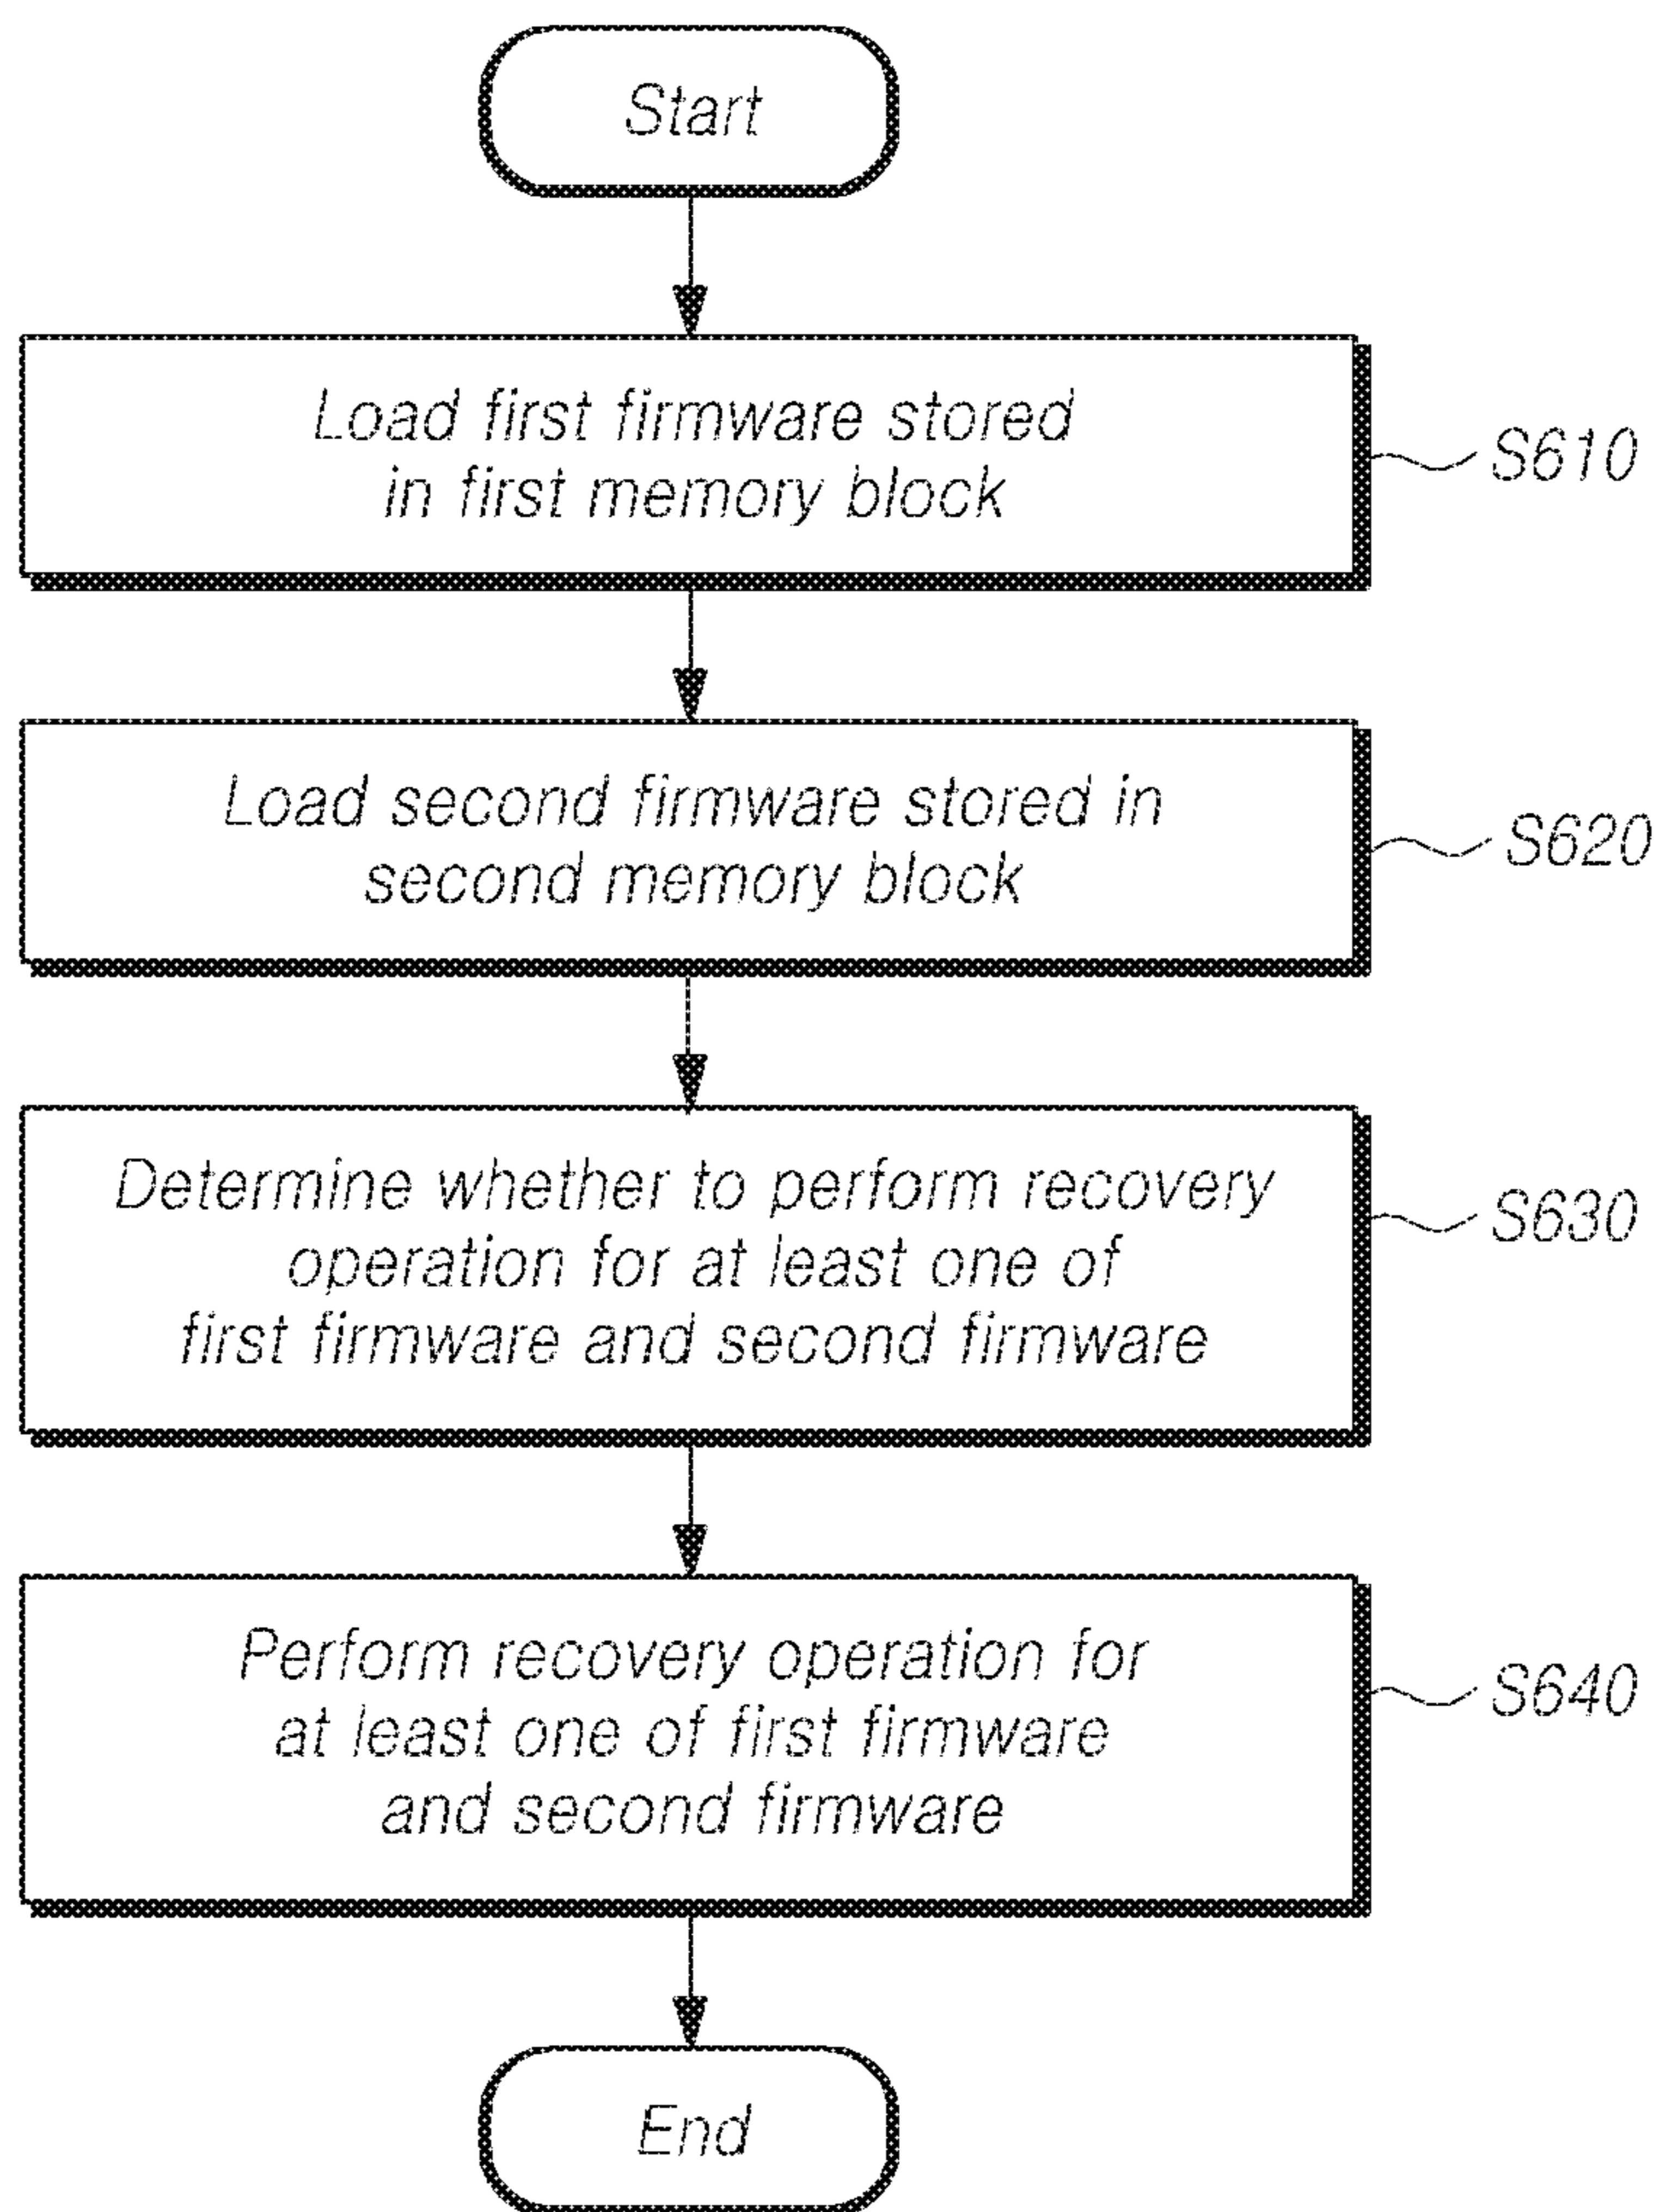 Start
Load first firmware stored
in first memory block
S610
Load second firmware stored in
second memory block
S620
Determine whether to perform recovery
operation for at least one of
first firmware and second firmware
S630
Perform recovery operation for
at least one of first firmware
and second firmware
S640
End